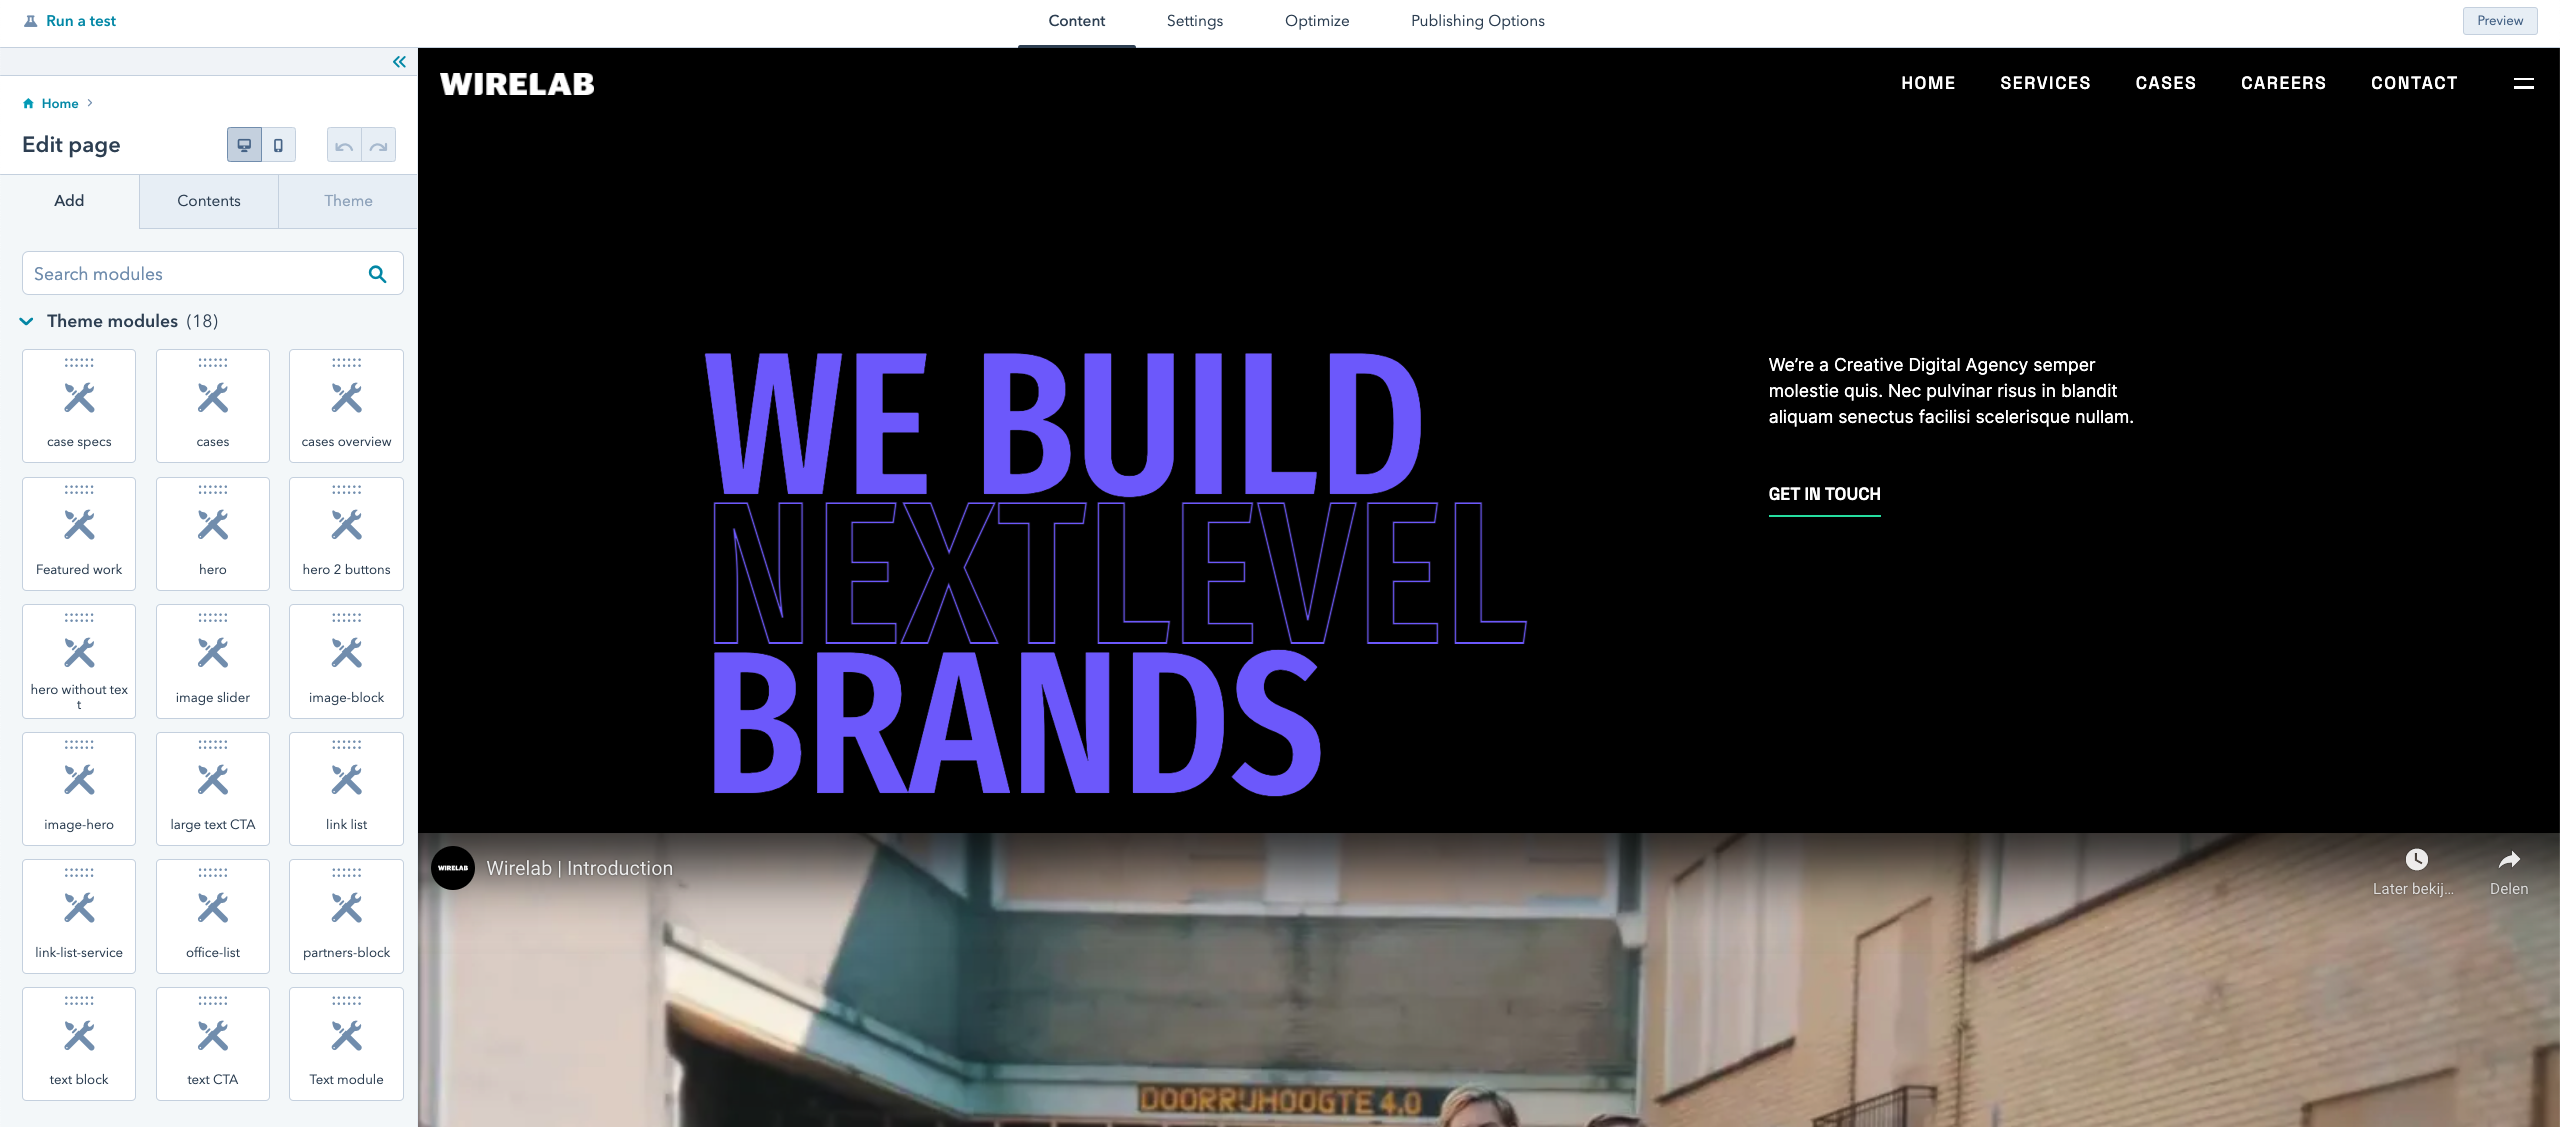 Run a test
Content
Settings
Optimize
Publishing Options
Preview
Home
Edit page
Add
Contents
Theme
Search modules
Theme modules (18)
case specs
cases
cases overview
Featured work
hero
hero 2 buttons
hero without tex
t
image slider
image-block
image-hero
large text CTA
link list
link-list-service
office-list
partners-block
text block
text CTA
Text module
WIRELAB
HOME
SERVICES
CASES
CAREERS
CONTACT
WE BUILD
NEXTLEVEL
BRANDS
We're a Creative Digital Agency semper
molestie quis. Nec pulvinar risus in blandit
aliquam senectus facilisi scelerisque nullam.
GET IN TOUCH
WIRELAB
Wirelab | Introduction
Later bekij...
Delen
DOORRIJHOOGTE 4.0